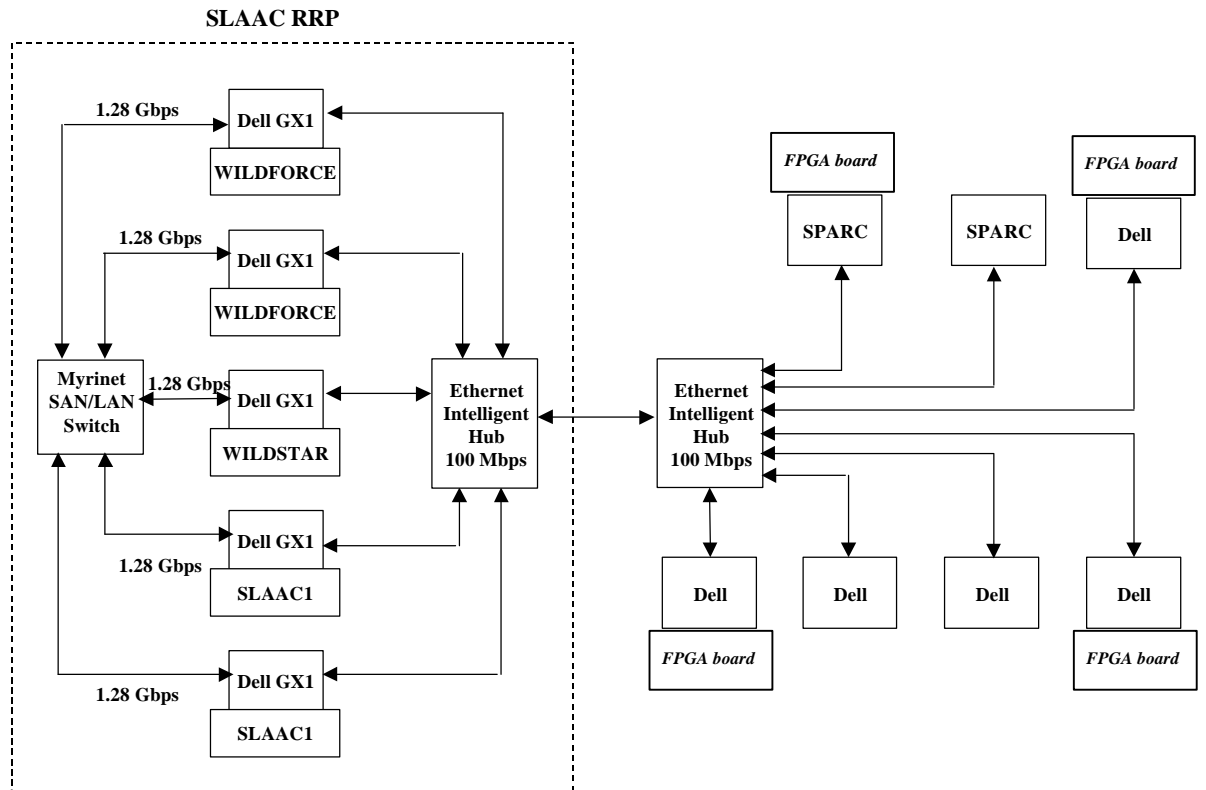 SLAAC RRP
1.28 Gbps
Dell GX1
WILDFORCE
1.28 Gbps
Dell GX1
WILDFORCE
Myrinet
SAN/LAN
Switch
1.28 Gbps
Dell GX1
WILDSTAR
Ethernet
Intelligent
Hub
100 Mbps
1.28 Gbps
Dell GX1
SLAAC1
1.28 Gbps
Dell GX1
SLAAC1
FPGA board
SPARC
SPARC
FPGA board
Dell
Ethernet
Intelligent
Hub
100 Mbps
Dell
FPGA board
Dell
Dell
Dell
FPGA board